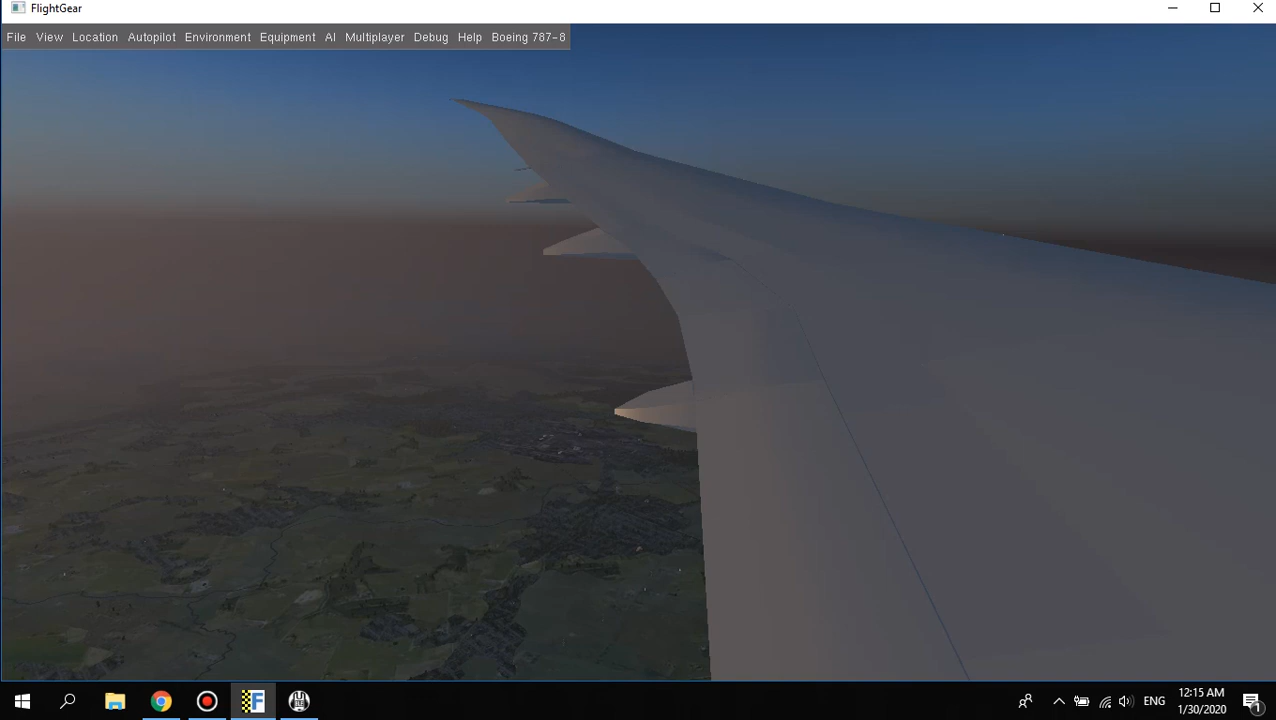 FlightGear
File View Location Autopilot Environment Equipment AI Multiplayer Debug Help Boeing 787-8
ENG
12:15 AM
1/30/2020
1